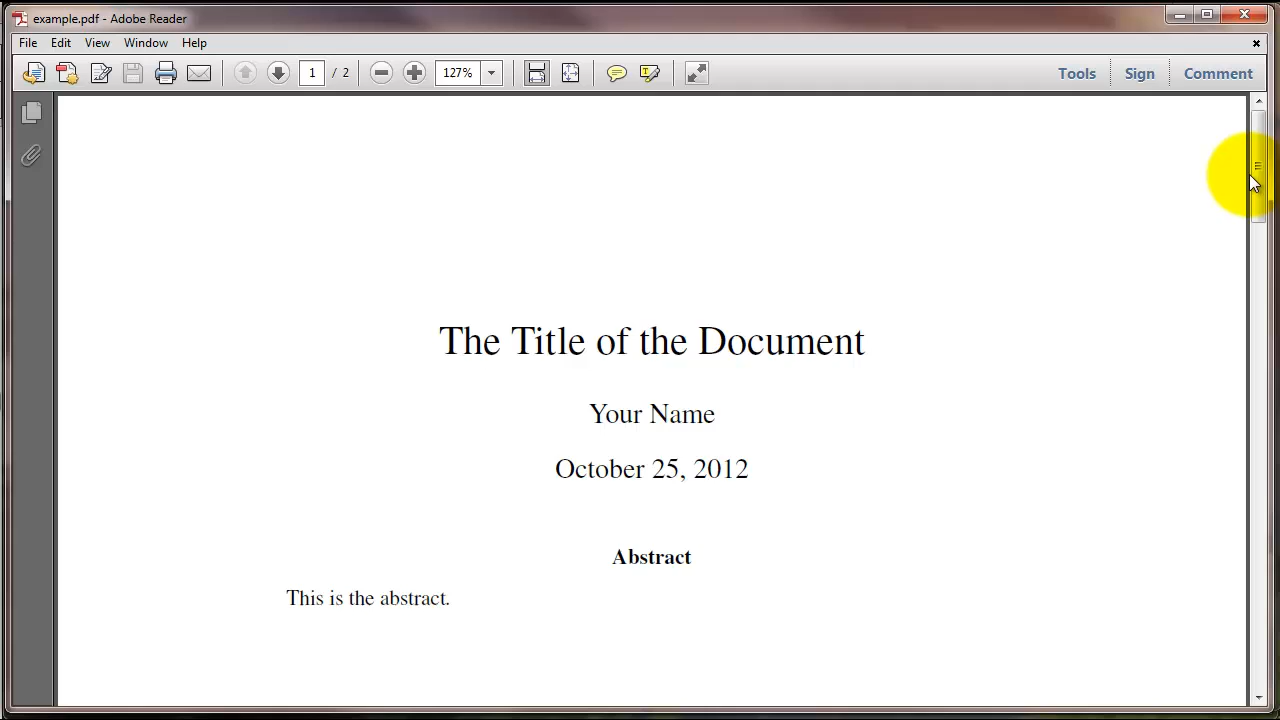 example.pdf - Adobe Reader
File Edit View Window Help
1 / 2 127% Tools Sign Comment
The Title of the Document
Your Name
October 25, 2012
Abstract
This is the abstract.